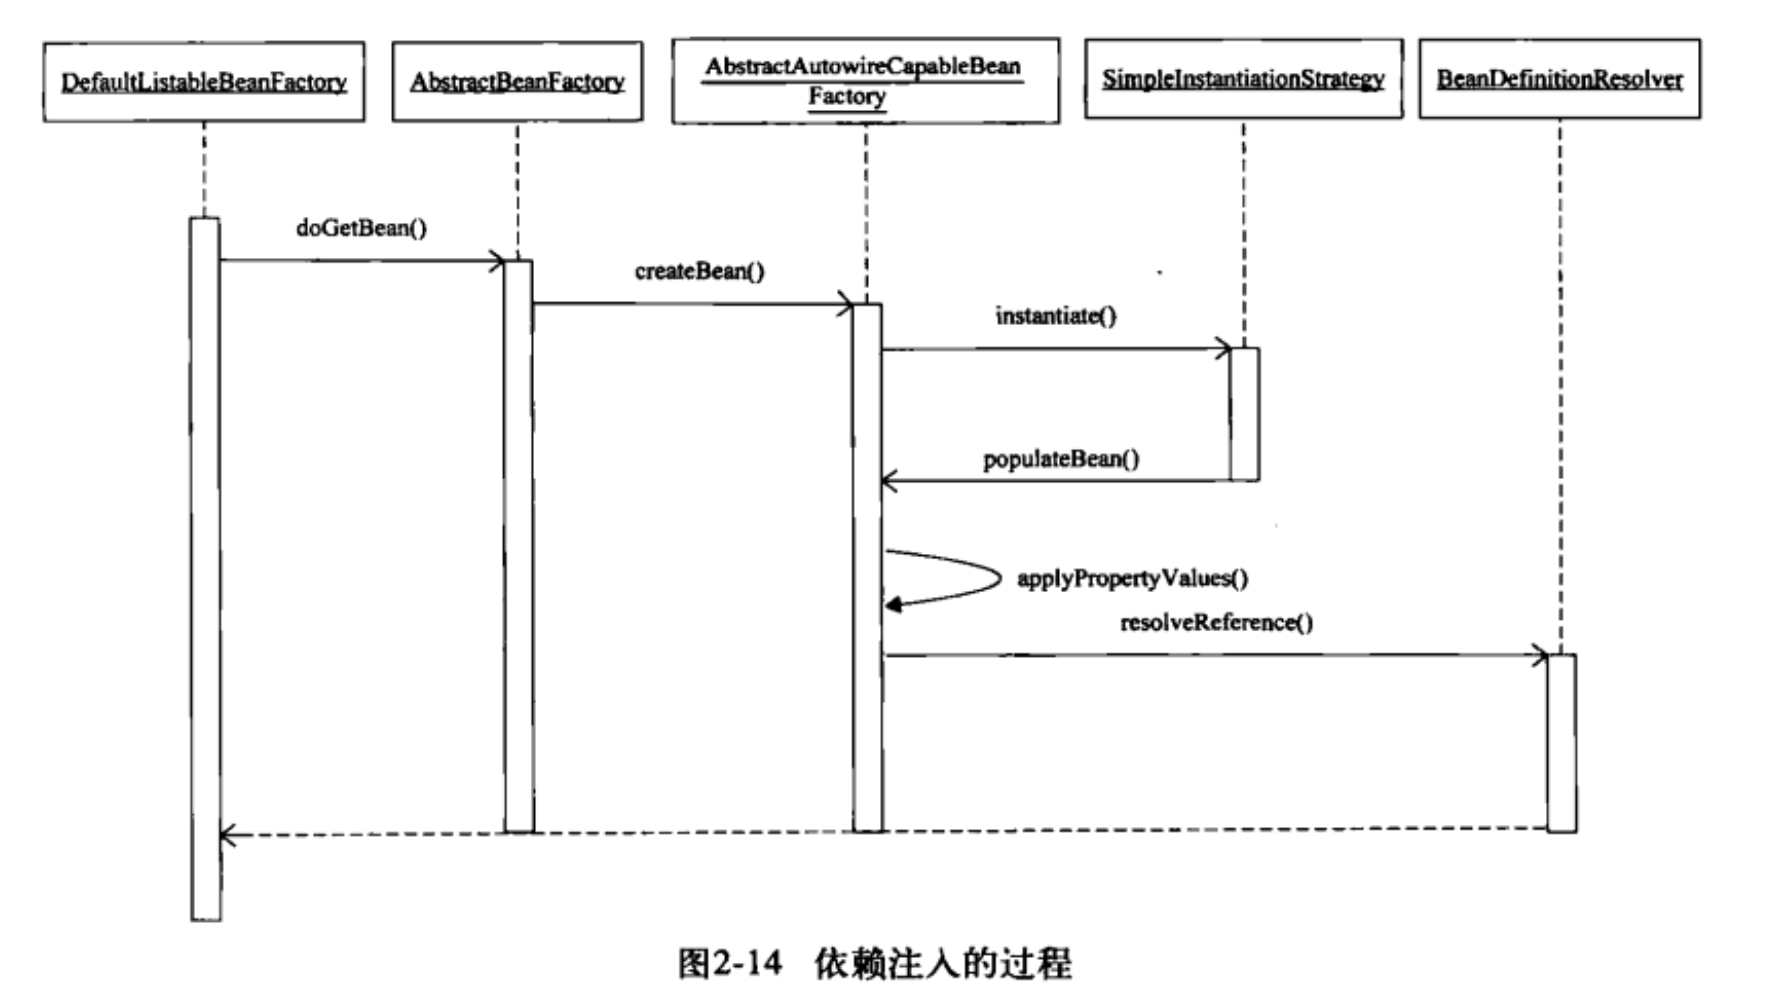 DefaultListableBeanFactory
AbstractBeanFactory
AbstractAutowireCapableBean
Factory
SimpleInstantiationStrategy
BeanDefinitionResolver
doGetBean()
createBean()
instantiate()
populateBean()
applyPropertyValues()
resolveReference()
图2-14 依赖注入的过程